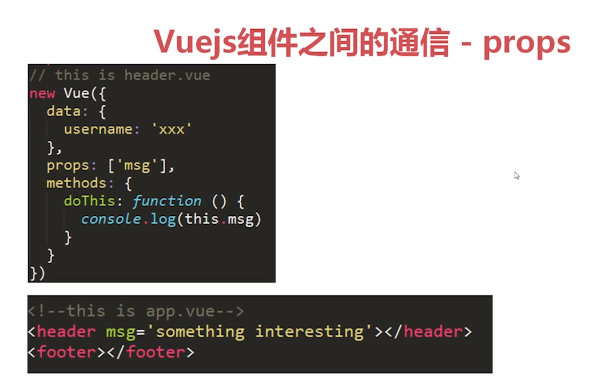 Vuejs组件之间的通信 - props
// this is header.vue
new Vue({
  data: {
    username: 'xxx'
  },
  props: ['msg'],
  methods: {
    doThis: function () {
      console.log(this.msg)
    }
  }
})
<!--this is app.vue-->
<header msg='something interesting'></header>
<footer></footer>